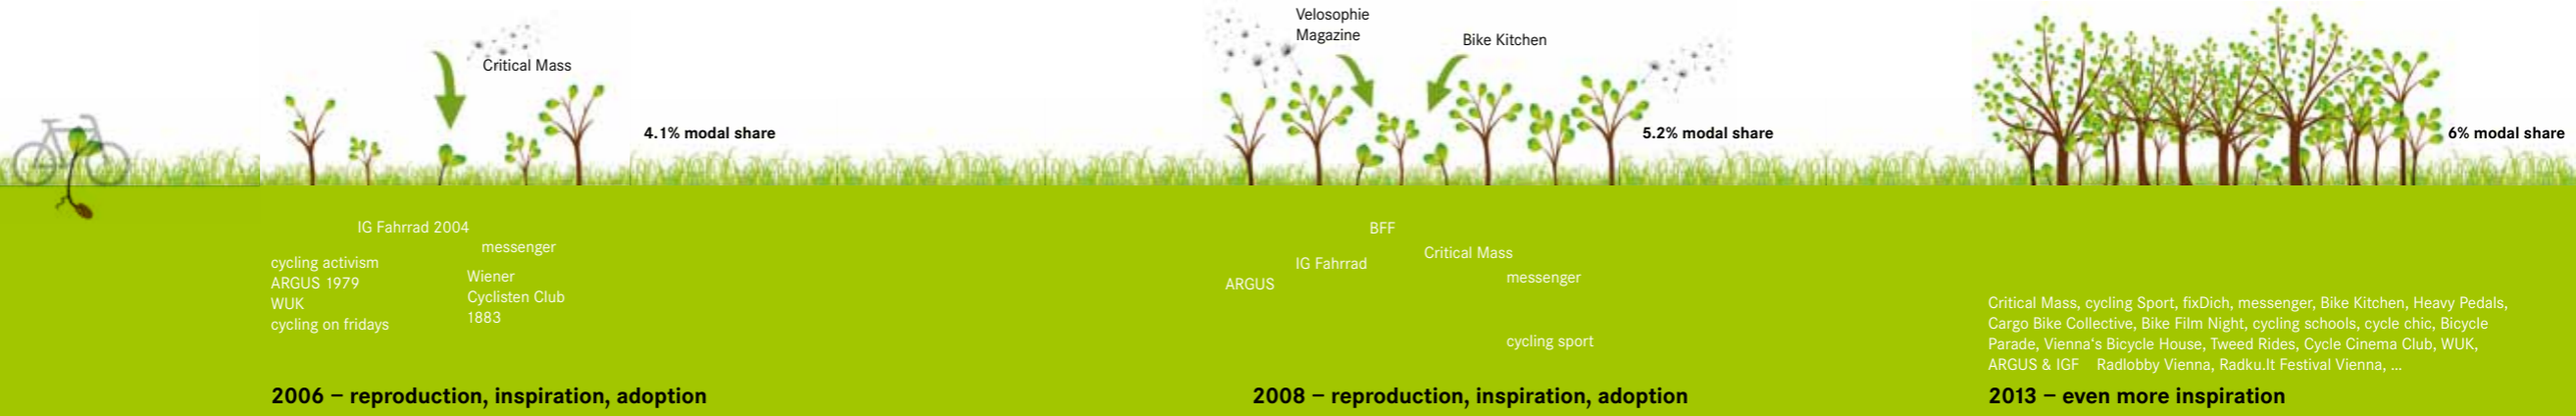 Critical Mass
4.1% modal share
IG Fahrrad 2004
messenger
cycling activism
ARGUS 1979
WUK
cycling on fridays
Wiener
Cyclisten Club
1883
2006 – reproduction, inspiration, adoption
Velosophie
Magazine
Bike Kitchen
5.2% modal share
BFF
Critical Mass
IG Fahrrad
messenger
ARGUS
cycling sport
2008 – reproduction, inspiration, adoption
6% modal share
Critical Mass, cycling Sport, fixDich, messenger, Bike Kitchen, Heavy Pedals,
Cargo Bike Collective, Bike Film Night, cycling schools, cycle chic, Bicycle
Parade, Vienna's Bicycle House, Tweed Rides, Cycle Cinema Club, WUK,
ARGUS & IGF Radlobby Vienna, Radku.lt Festival Vienna, ...
2013 – even more inspiration